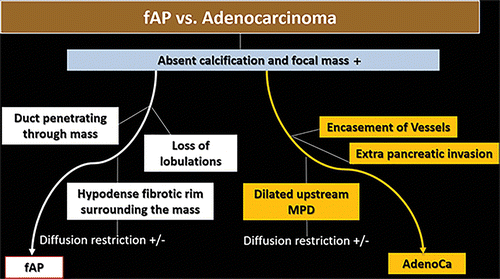 fAP vs. Adenocarcinoma
Absent calcification and focal mass +
Duct penetrating
through mass
Loss of
lobulations
Hypodense fibrotic rim
surrounding the mass
Diffusion restriction +/-
fAP
Encasement of Vessels
Extra pancreatic invasion
Dilated upstream
MPD
Diffusion restriction +/-
AdenoCa